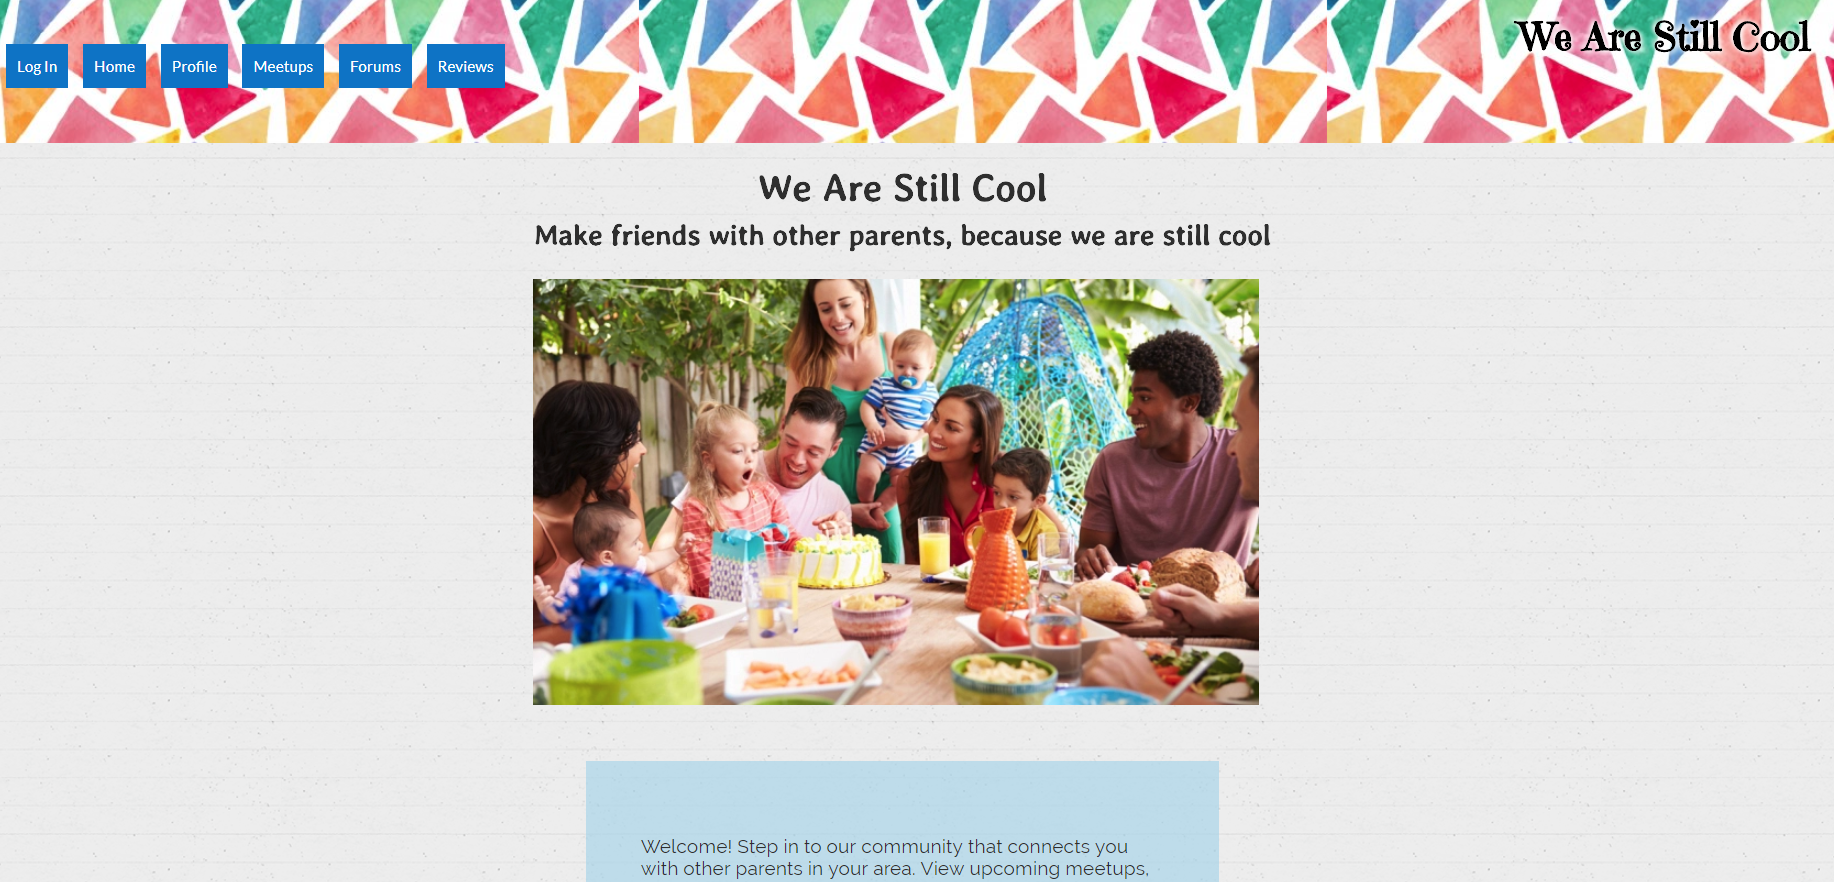 We Are Still Cool
Log In Home Profile Meetups Forums Reviews
We Are Still Cool
Make friends with other parents, because we are still cool
Welcome! Step in to our community that connects you
with other parents in your area. View upcoming meetups,